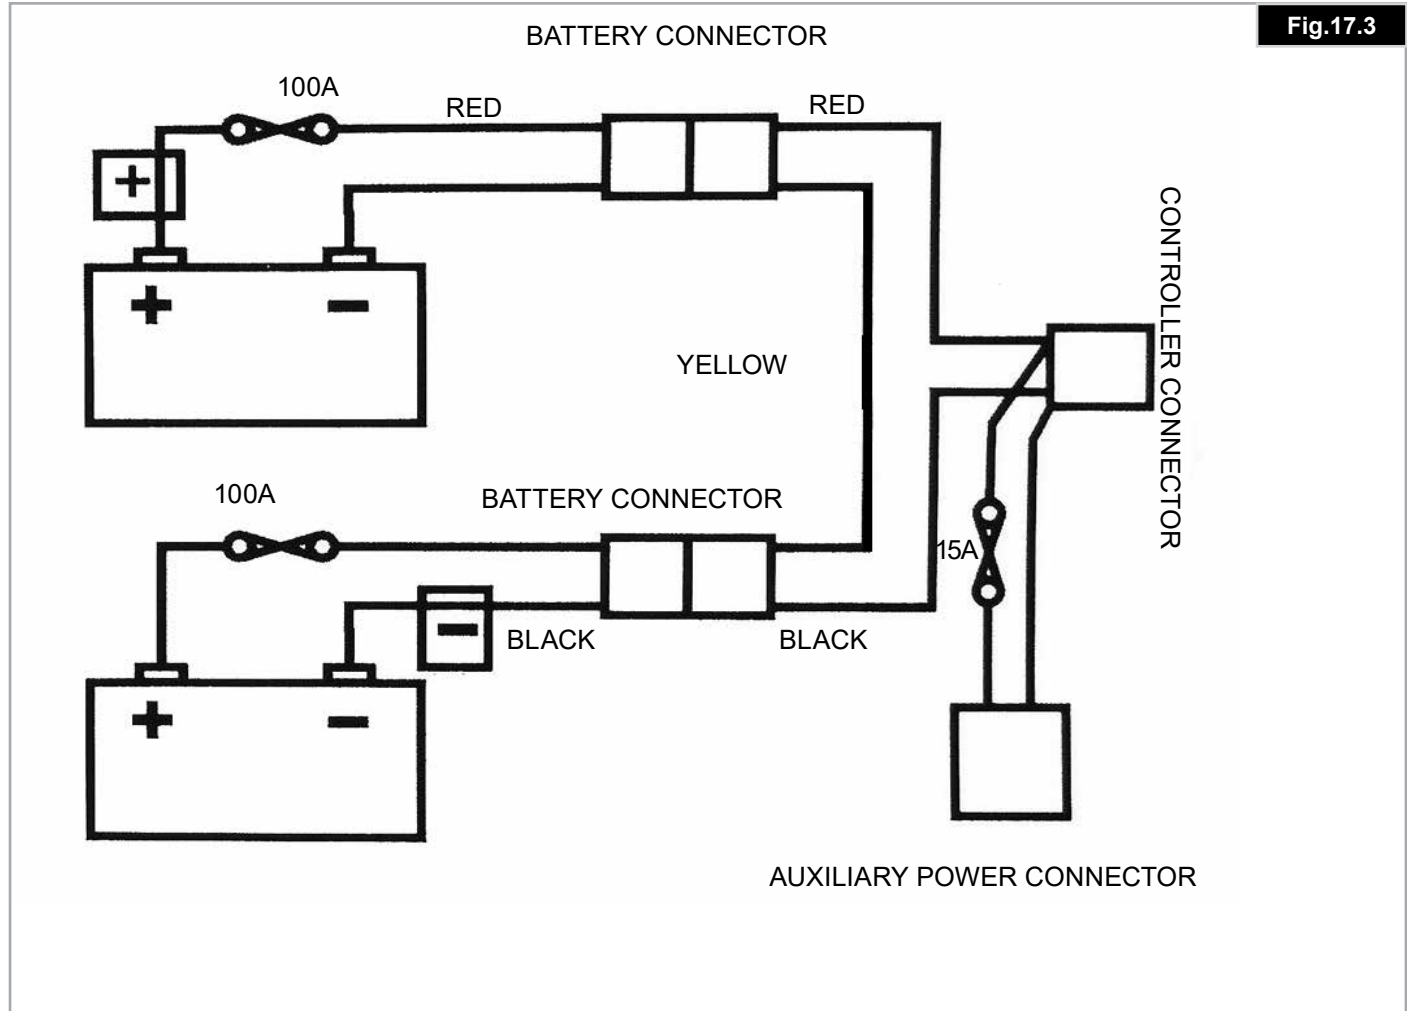 Fig.17.3
BATTERY CONNECTOR
100A
RED
RED
+
+
−
CONTROLLER CONNECTOR
YELLOW
100A
BATTERY CONNECTOR
15A
−
BLACK
BLACK
+
−
AUXILIARY POWER CONNECTOR